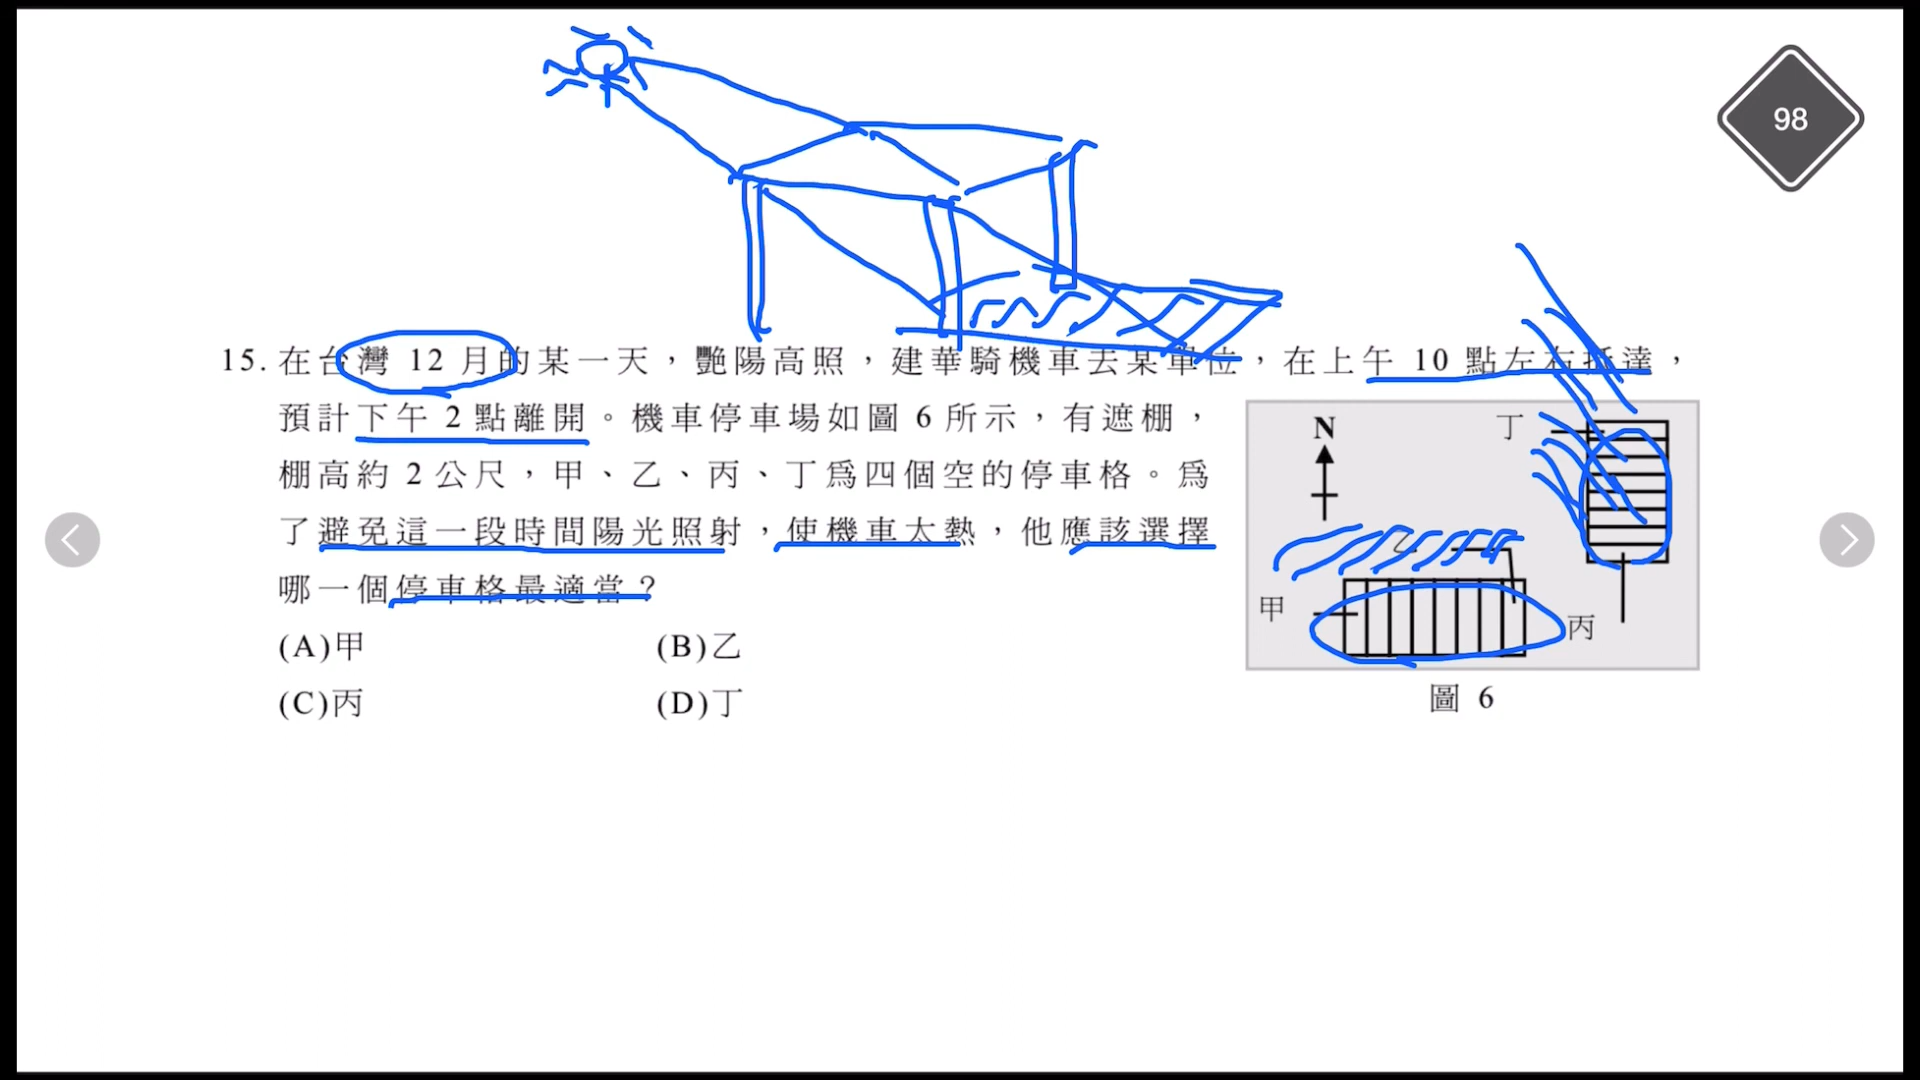 98
15. 在台灣 12 月的某一天，艷陽高照，建華騎機車去某單位，在上午 10 點左右抵達，
預計下午 2 點離開。機車停車場如圖 6 所示，有遮棚，
棚高約 2 公尺，甲、乙、丙、丁為四個空的停車格。為
了避免這一段時間陽光照射，使機車太熱，他應該選擇
哪一個停車格最適當？
(A)甲 (B)乙
(C)丙 (D)丁
N 丁
乙
甲 丙
圖 6